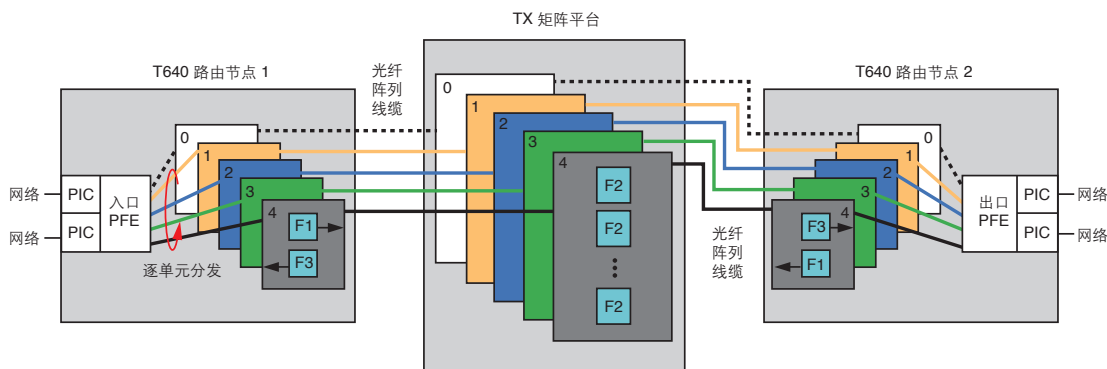 TX 矩阵平台
T640 路由节点 1
光纤
阵列
线缆
T640 路由节点 2
0
1
2
3
4
F1
F3
网络
网络
PIC
PIC
入口
PFE
逐单元分发
0
1
2
3
4
F2
F2
F2
光纤
阵列
线缆
0
1
2
3
4
F3
F1
出口
PFE
PIC
PIC
网络
网络